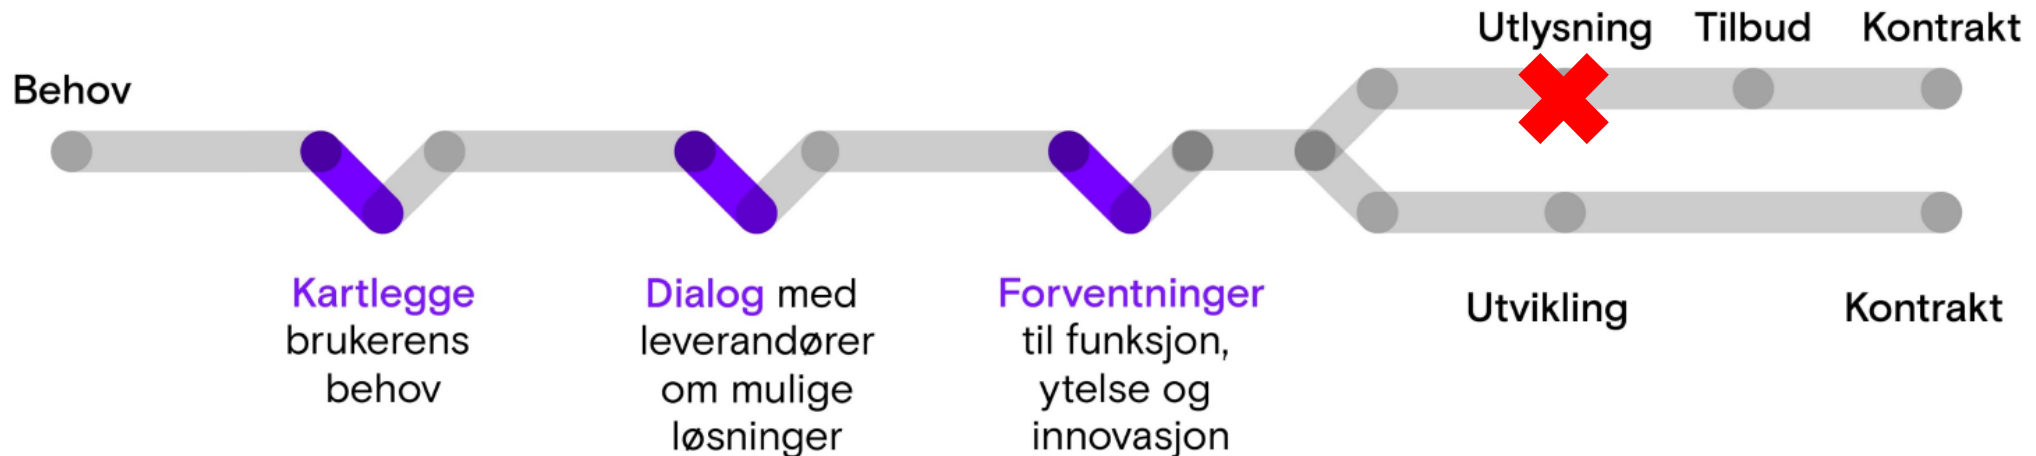 Utlysning Tilbud Kontrakt
Behov
Kartlegge
brukerens
behov
Dialog med
leverandører
om mulige
løsninger
Forventninger
til funksjon,
ytelse og
innovasjon
Utvikling
Kontrakt